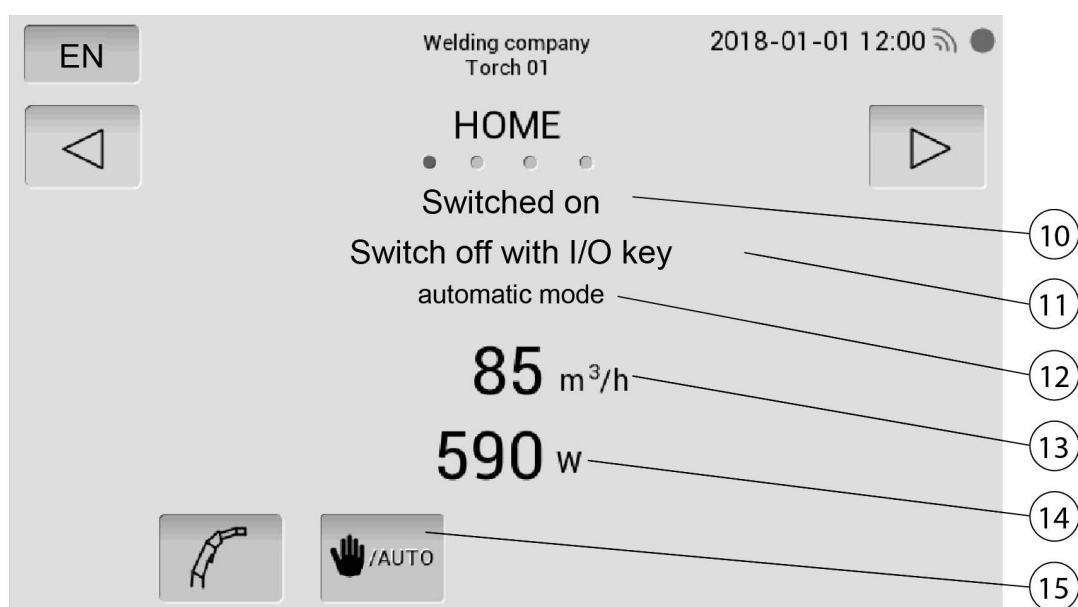 EN
Welding company
Torch 01
2018-01-01 12:00
HOME
Switched on
Switch off with I/O key
automatic mode
85 m³/h
590 W
/AUTO
10
11
12
13
14
15